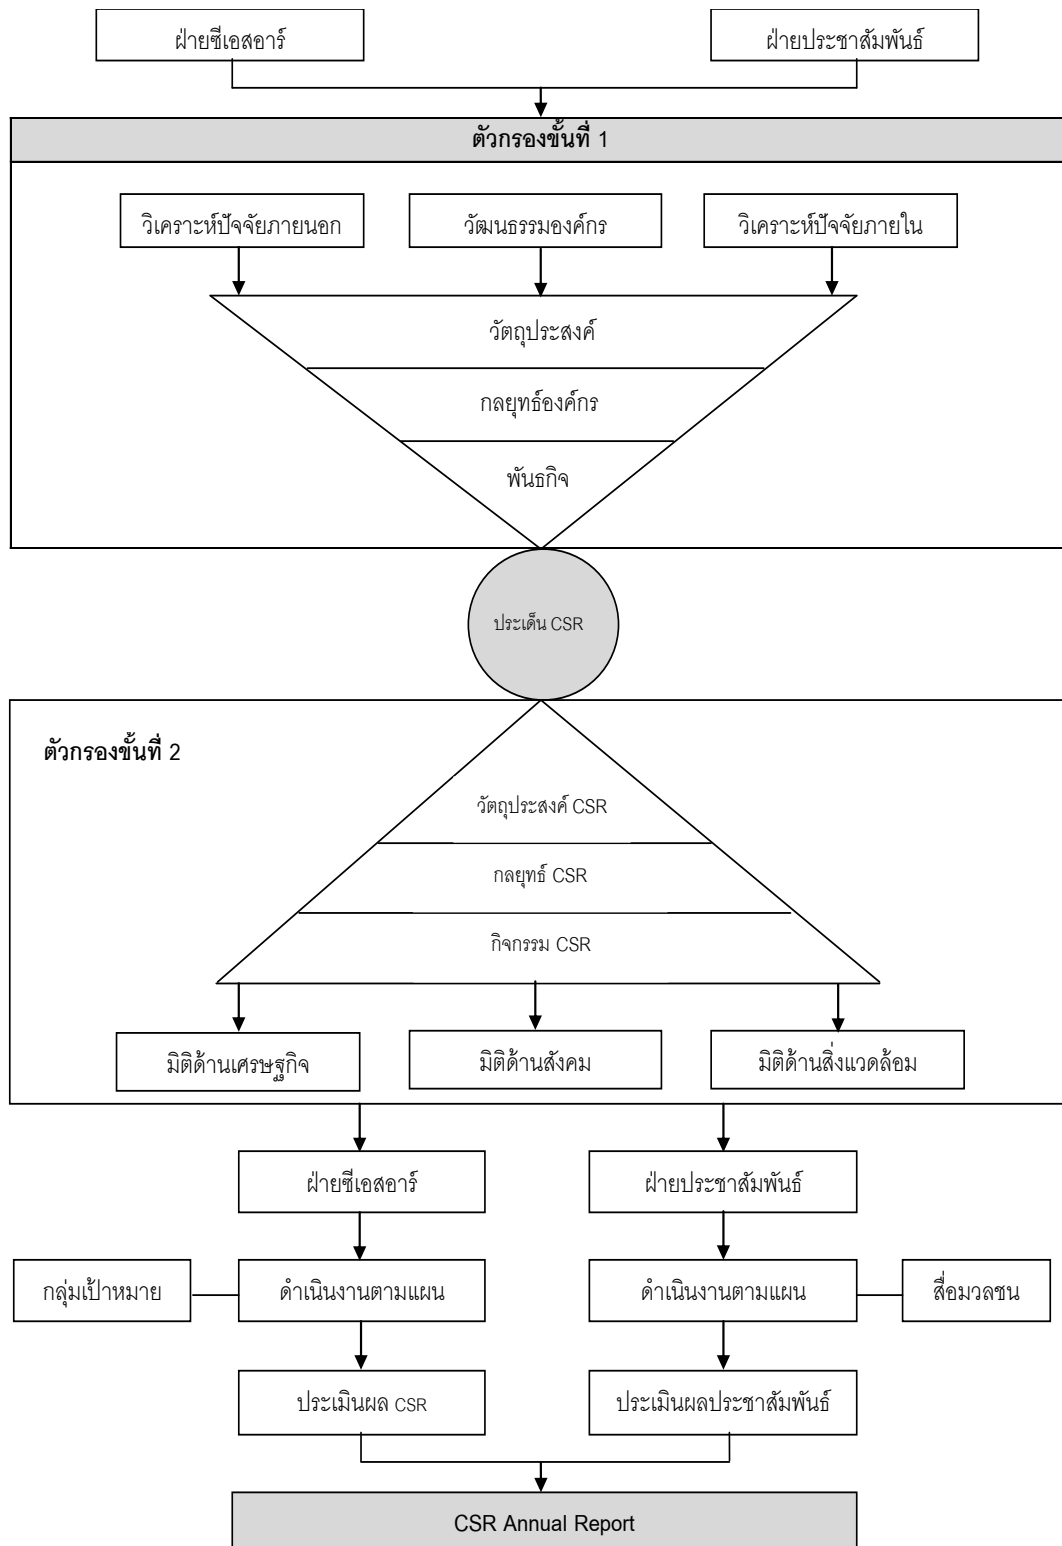 ฝ่ายซีเอสอาร์
ฝ่ายประชาสัมพันธ์
ตัวกรองขั้นที่ 1
วิเคราะห์ปัจจัยภายนอก
วัฒนธรรมองค์กร
วิเคราะห์ปัจจัยภายใน
วัตถุประสงค์
กลยุทธ์องค์กร
พันธกิจ
ประเด็น CSR
ตัวกรองขั้นที่ 2
วัตถุประสงค์ CSR
กลยุทธ์ CSR
กิจกรรม CSR
มิติด้านเศรษฐกิจ
มิติด้านสังคม
มิติด้านสิ่งแวดล้อม
ฝ่ายซีเอสอาร์
ฝ่ายประชาสัมพันธ์
กลุ่มเป้าหมาย
ดำเนินงานตามแผน
ดำเนินงานตามแผน
สื่อมวลชน
ประเมินผล CSR
ประเมินผลประชาสัมพันธ์
CSR Annual Report